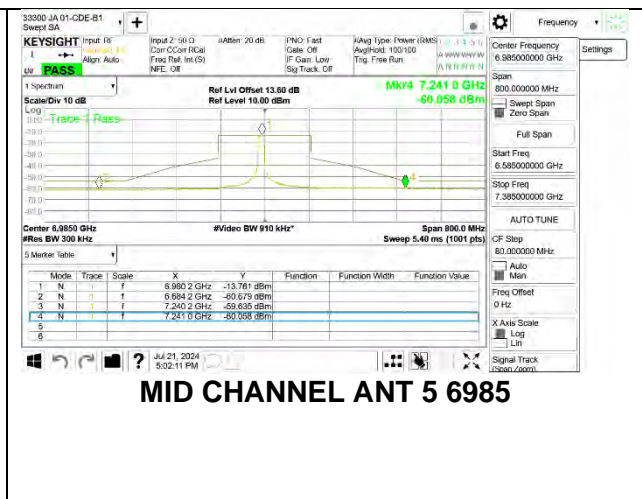 33300 JA 01-CDE-B1
Swept SA
Frequency
KEYSIGHT Input: RF Input Z: 50 Ω #Atten: 20 dB PNO: Fast #Avg Type: Power (RMS)
Corr CCorr RCal Gate: Off Avg|Hold: 100/100
Align: Auto Freq Ref: Int (S) IF Gain: Low Trig: Free Run
NFE: Off Sig Track: Off
PASS
Center Frequency
6.985000000 GHz
Settings
Span
800.000000 MHz
Swept Span
Zero Span
Full Span
Start Freq
6.585000000 GHz
Stop Freq
7.385000000 GHz
AUTO TUNE
CF Step
80.000000 MHz
Auto
Man
Freq Offset
0 Hz
X Axis Scale
Log
Lin
Signal Track
(Span Zoom)
1 Spectrum
Scale/Div 10 dB
Ref Lvl Offset 13.60 dB
Ref Level 10.00 dBm
Mkr4 7.241 0 GHz
-60.058 dBm
Log
Trace 1 Pass
Center 6.9850 GHz #Video BW 910 kHz* Span 800.0 MHz
#Res BW 300 kHz Sweep 5.40 ms (1001 pts)
5 Marker Table
Mode Trace Scale X Y Function Function Width Function Value
1 N 1 f 6.980 2 GHz -13.761 dBm
2 N 1 f 6.684 2 GHz -60.679 dBm
3 N 1 f 7.240 2 GHz -59.635 dBm
4 N 1 f 7.241 0 GHz -60.058 dBm
5
6
Jul 21, 2024
5:02:11 PM
MID CHANNEL ANT 5 6985